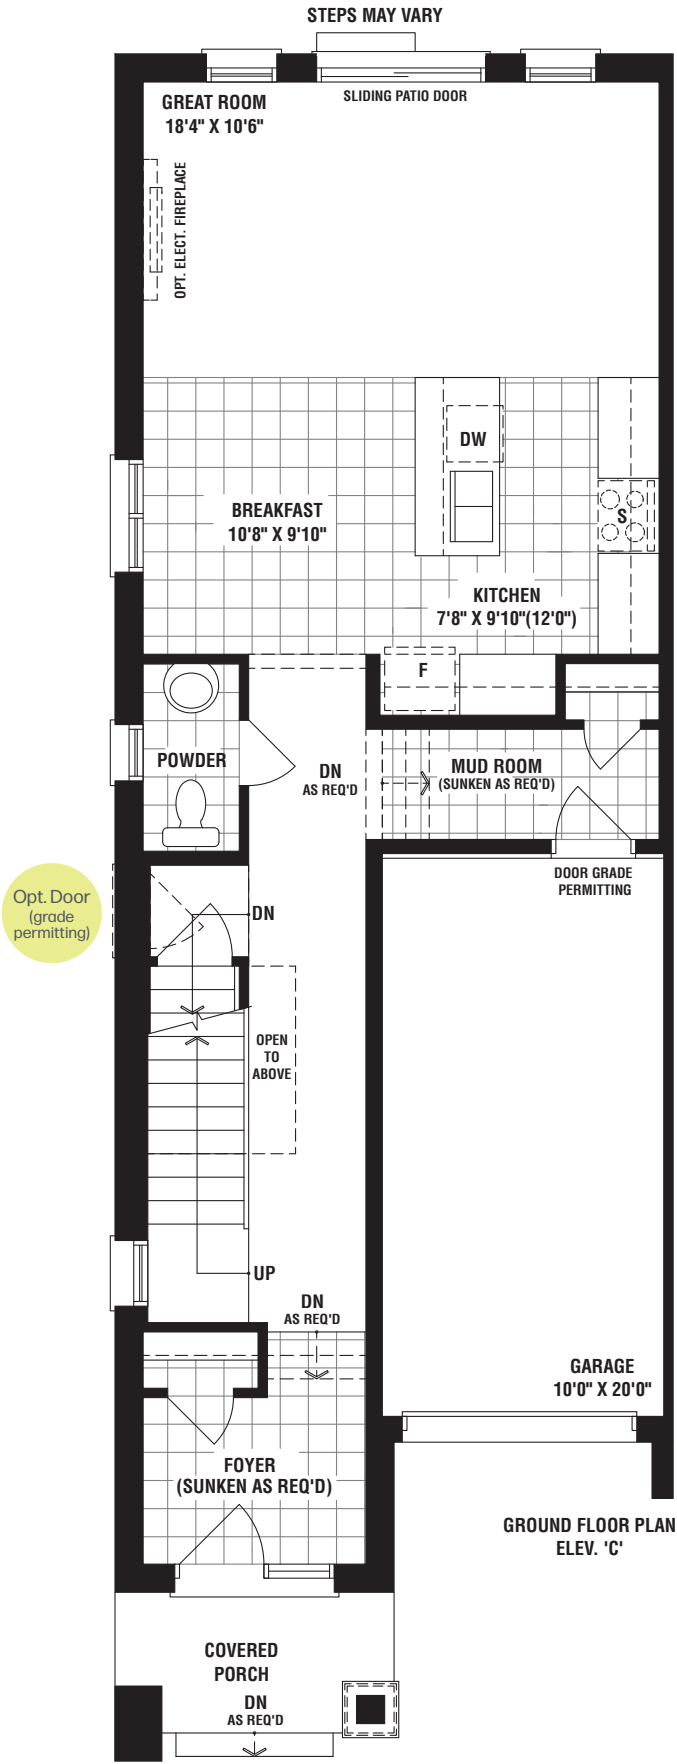 STEPS MAY VARY
SLIDING PATIO DOOR
GREAT ROOM
18'4" X 10'6"
OPT. ELECT. FIREPLACE
DW
BREAKFAST
10'8" X 9'10"
S
KITCHEN
7'8" X 9'10"(12'0")
F
POWDER
DN
AS REQ'D
MUD ROOM
(SUNKEN AS REQ'D)
DOOR GRADE
PERMITTING
Opt. Door
(grade
permitting)
DN
OPEN
TO
ABOVE
UP
DN
AS REQ'D
GARAGE
10'0" X 20'0"
FOYER
(SUNKEN AS REQ'D)
GROUND FLOOR PLAN
ELEV. 'C'
COVERED
PORCH
DN
AS REQ'D